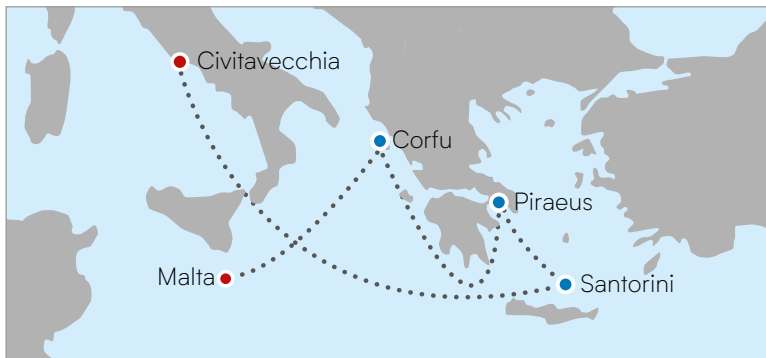 Civitavecchia
Corfu
Piraeus
Malta
Santorini